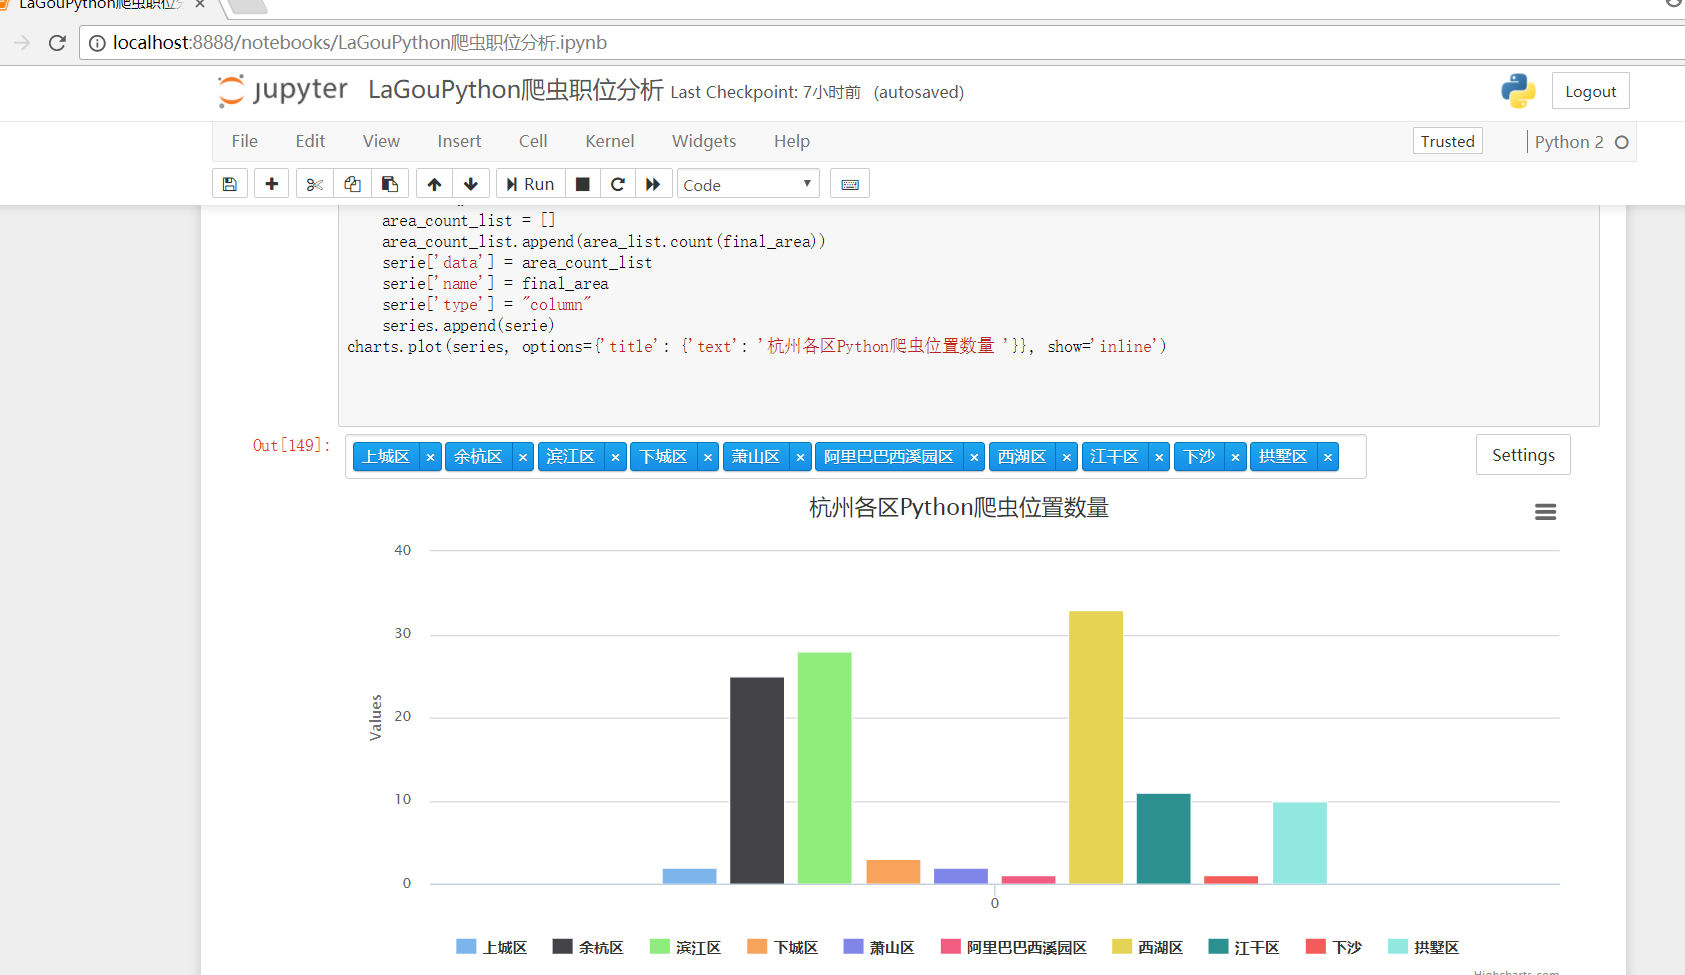 LaGouPython爬虫职位分 ×
localhost:8888/notebooks/LaGouPython爬虫职位分析.ipynb
jupyter LaGouPython爬虫职位分析 Last Checkpoint: 7小时前 (autosaved) Logout
File Edit View Insert Cell Kernel Widgets Help Trusted Python 2
Run Code
area_count_list = []
area_count_list.append(area_list.count(final_area))
serie['data'] = area_count_list
serie['name'] = final_area
serie['type'] = "column"
series.append(serie)
charts.plot(series, options={'title': {'text': '杭州各区Python爬虫位置数量 '}}, show='inline')
Out[149]: 上城区 × 余杭区 × 滨江区 × 下城区 × 萧山区 × 阿里巴巴西溪园区 × 西湖区 × 江干区 × 下沙 × 拱墅区 × Settings
杭州各区Python爬虫位置数量
40
30
20
10
0
Values
0
上城区 余杭区 滨江区 下城区 萧山区 阿里巴巴西溪园区 西湖区 江干区 下沙 拱墅区
Highcharts.com